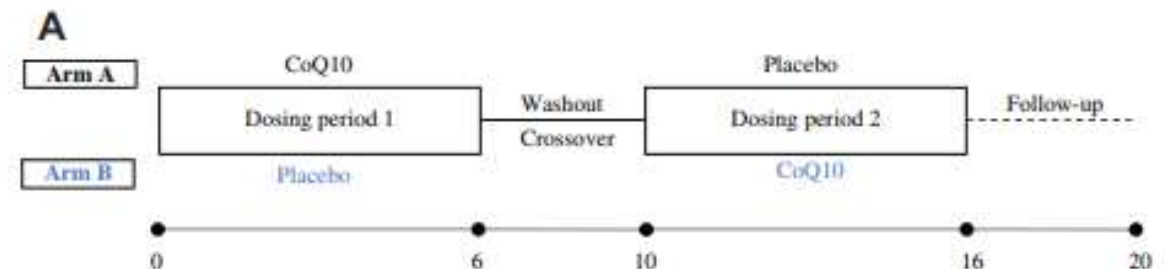 A
Arm A
CoQ10
Placebo
Dosing period 1
Washout
Crossover
Dosing period 2
Follow-up
Arm B
Placebo
CoQ10
0 6 10 16 20